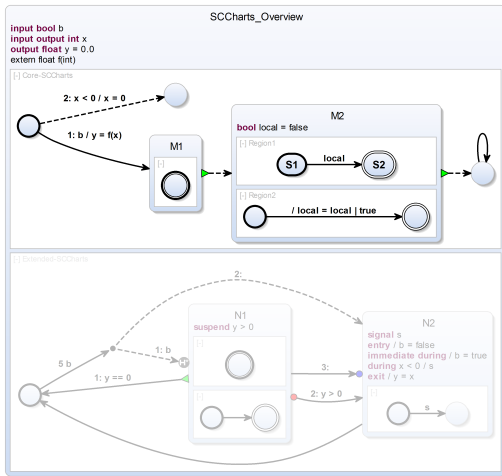 SCCharts_Overview
input bool b
input output int x
output float y = 0.0
extern float f(int)
[-] Core-SCCharts
2: x < 0 / x = 0
1: b / y = f(x)
M1
[-]
M2
bool local = false
[-] Region1
S1
local
S2
[-] Region2
/ local = local | true
[-] Extended-SCCharts
2:
5 b
1: b
H*
1: y == 0
N1
suspend y > 0
[-]
[-]
3:
2: y > 0
N2
signal s
entry / b = false
immediate during / b = true
during x < 0 / s
exit / y = x
[-]
s